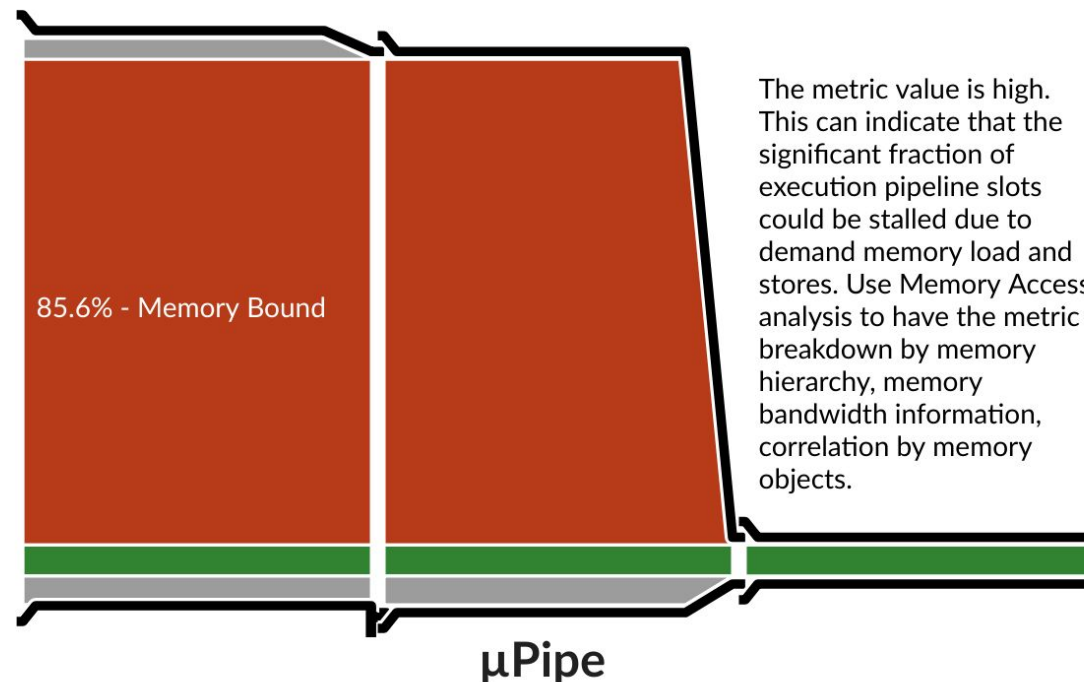 The metric value is high.
This can indicate that the
significant fraction of
execution pipeline slots
could be stalled due to
demand memory load and
stores. Use Memory Access
analysis to have the metric
breakdown by memory
hierarchy, memory
bandwidth information,
correlation by memory
objects.
85.6% - Memory Bound
µPipe